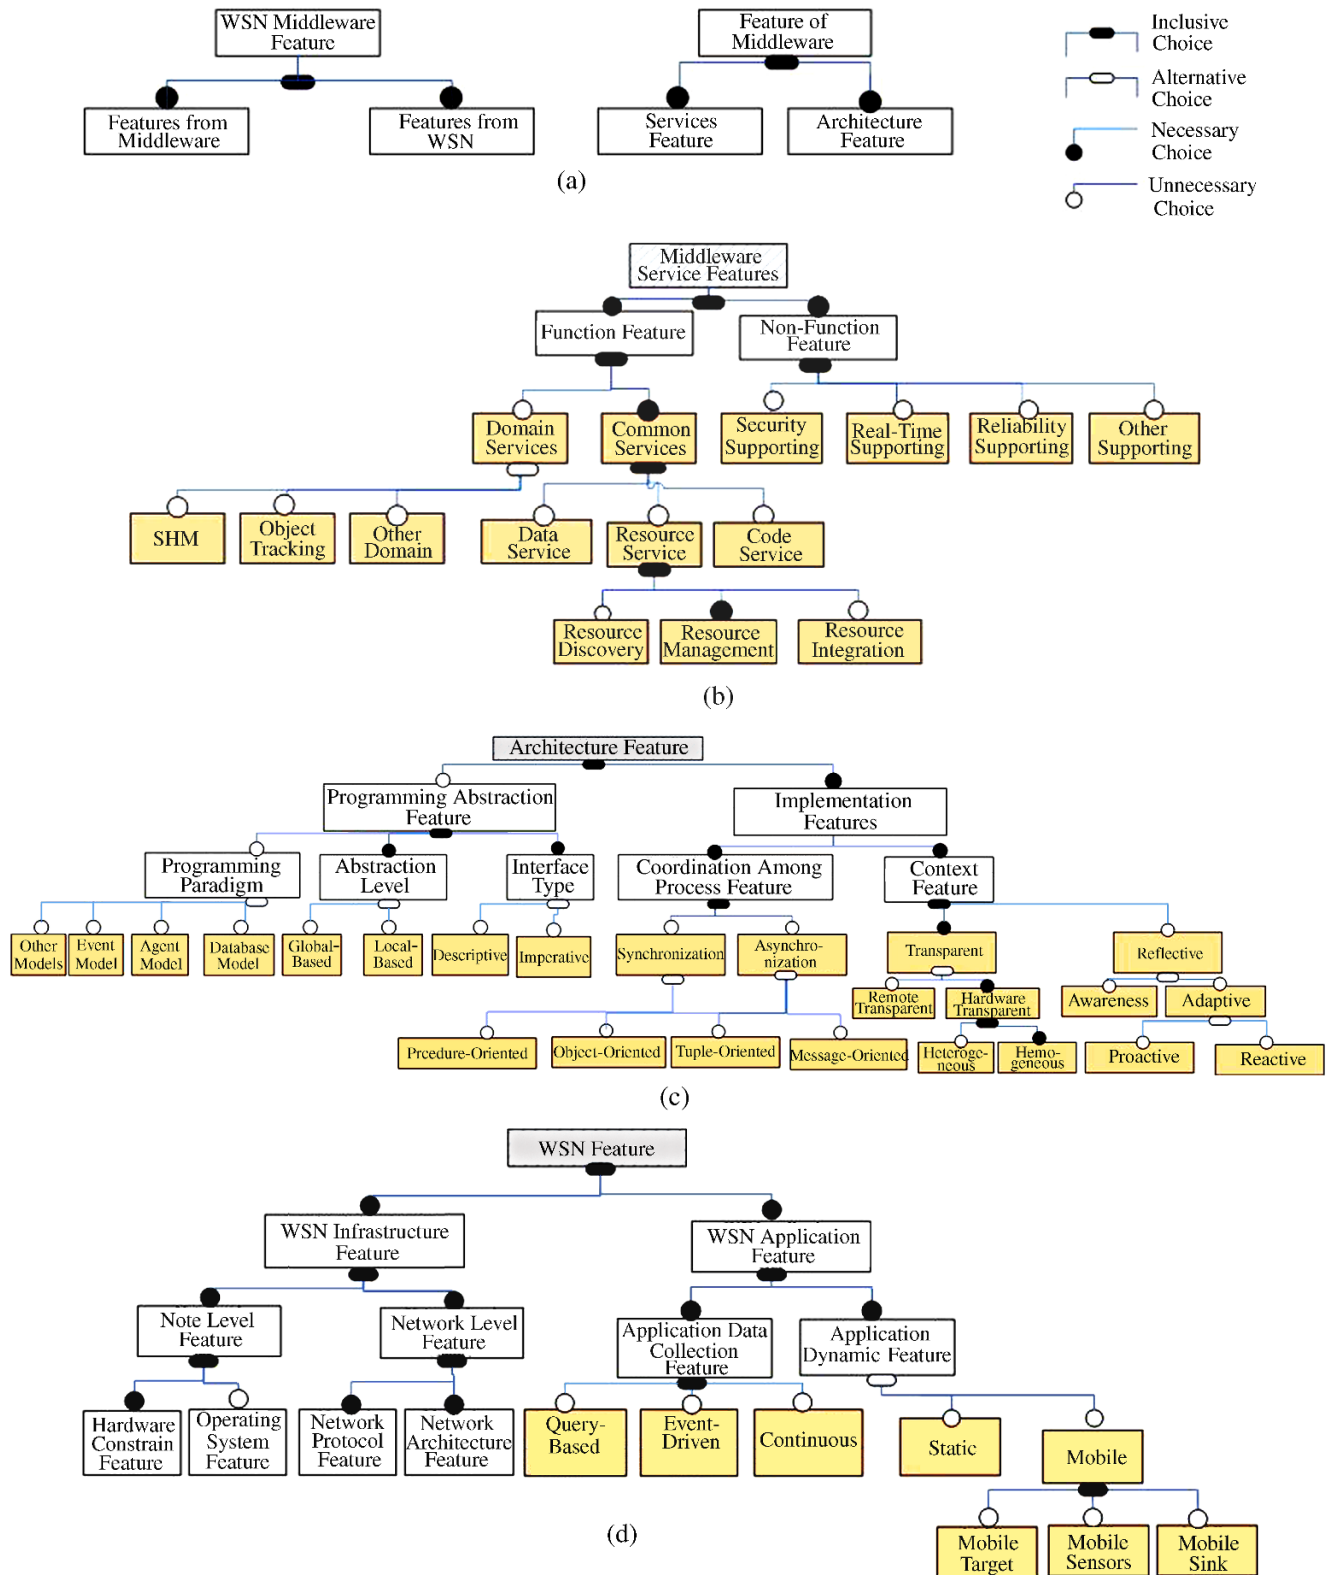 WSN Middleware
Feature
Feature of
Middleware
Inclusive
Choice
Alternative
Choice
Necessary
Choice
Unnecessary
Choice
Features from
Middleware
Features from
WSN
Services
Feature
Architecture
Feature
(a)
Middleware
Service Features
Function Feature
Non-Function
Feature
Domain
Services
Common
Services
Security
Supporting
Real-Time
Supporting
Reliability
Supporting
Other
Supporting
SHM
Object
Tracking
Other
Domain
Data
Service
Resource
Service
Code
Service
Resource
Discovery
Resource
Management
Resource
Integration
(b)
Architecture Feature
Programming Abstraction
Feature
Implementation
Features
Programming
Paradigm
Abstraction
Level
Interface
Type
Coordination Among
Process Feature
Context
Feature
Other
Models
Event
Model
Agent
Model
Database
Model
Global-
Based
Local-
Based
Descriptive
Imperative
Synchronization
Asynchro-
nization
Transparent
Reflective
Remote
Transparent
Hardware
Transparent
Awareness
Adaptive
Prcedure-Oriented
Object-Oriented
Tuple-Oriented
Message-Oriented
Heteroge-
neous
Hemo-
geneous
Proactive
Reactive
(c)
WSN Feature
WSN Infrastructure
Feature
WSN Application
Feature
Note Level
Feature
Network Level
Feature
Application Data
Collection
Feature
Application
Dynamic Feature
Hardware
Constrain
Feature
Operating
System
Feature
Network
Protocol
Feature
Network
Architecture
Feature
Query-
Based
Event-
Driven
Continuous
Static
Mobile
Mobile
Target
Mobile
Sensors
Mobile
Sink
(d)